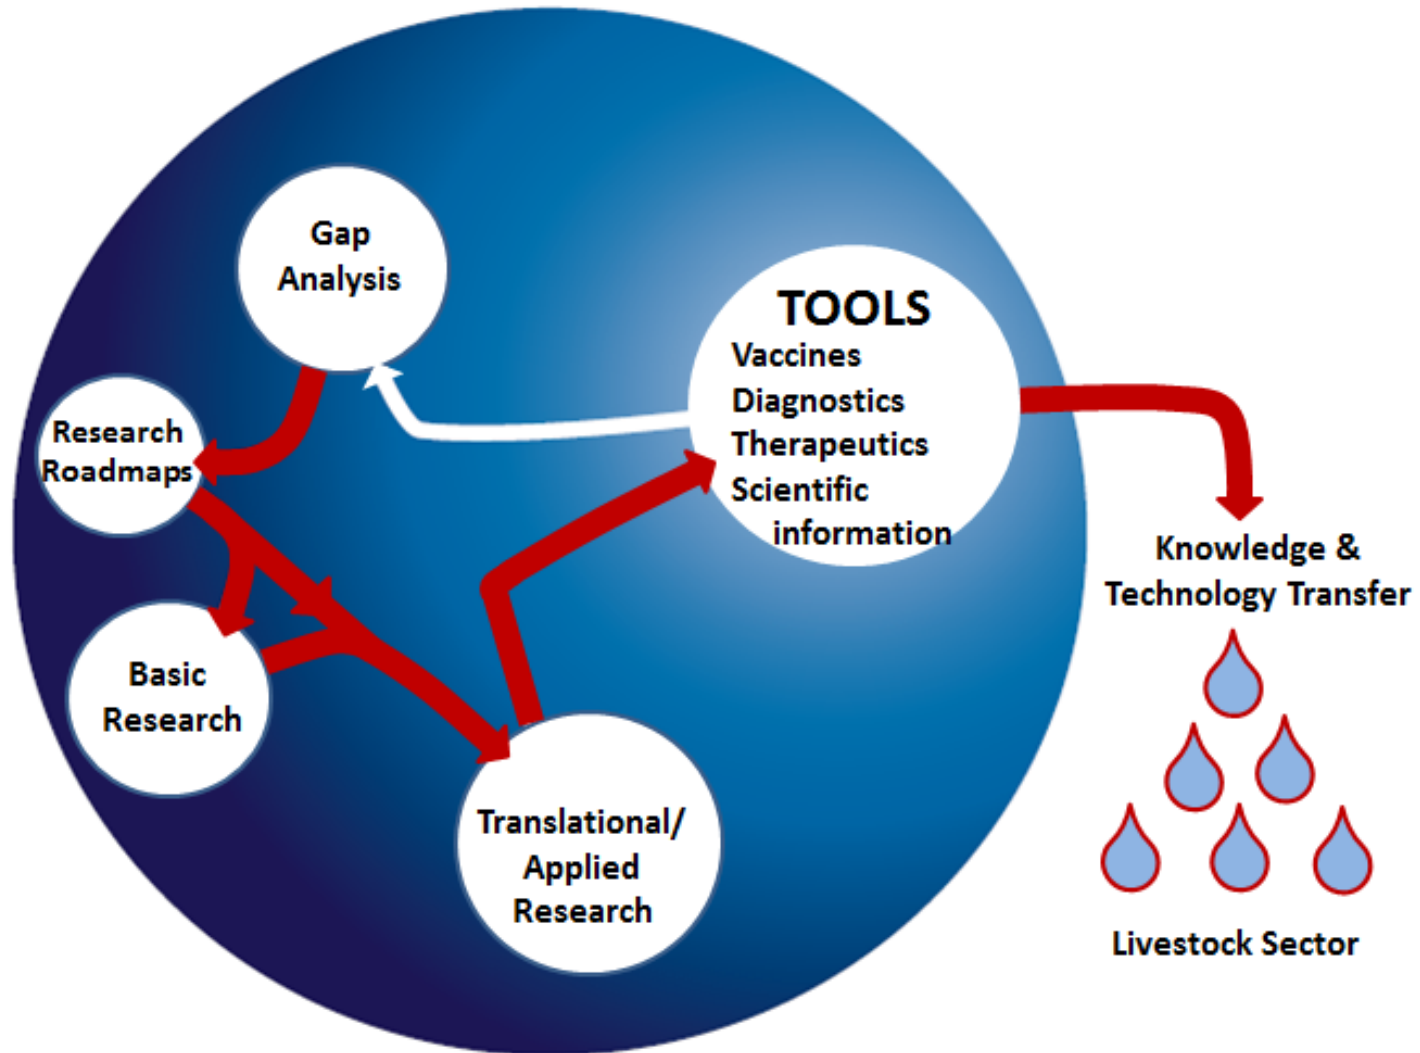 Gap
Analysis
Research
Roadmaps
Basic
Research
Translational/
Applied
Research
TOOLS
Vaccines
Diagnostics
Therapeutics
Scientific
information
Knowledge &
Technology Transfer
Livestock Sector